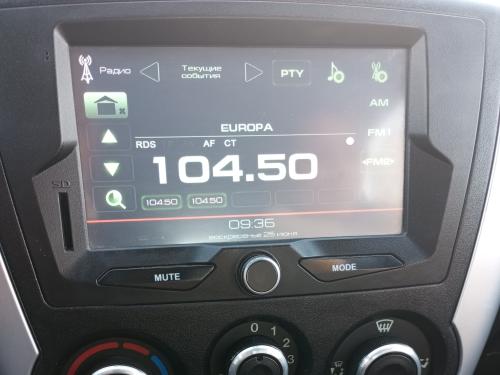 Радио
Текущие
события
PTY
AM
EUROPA
RDS AF CT
FM1
104.50
<FM2>
SD
104.50 104.50
09:36
воскресенье 25 июня
MUTE
MODE
0
1
2
3